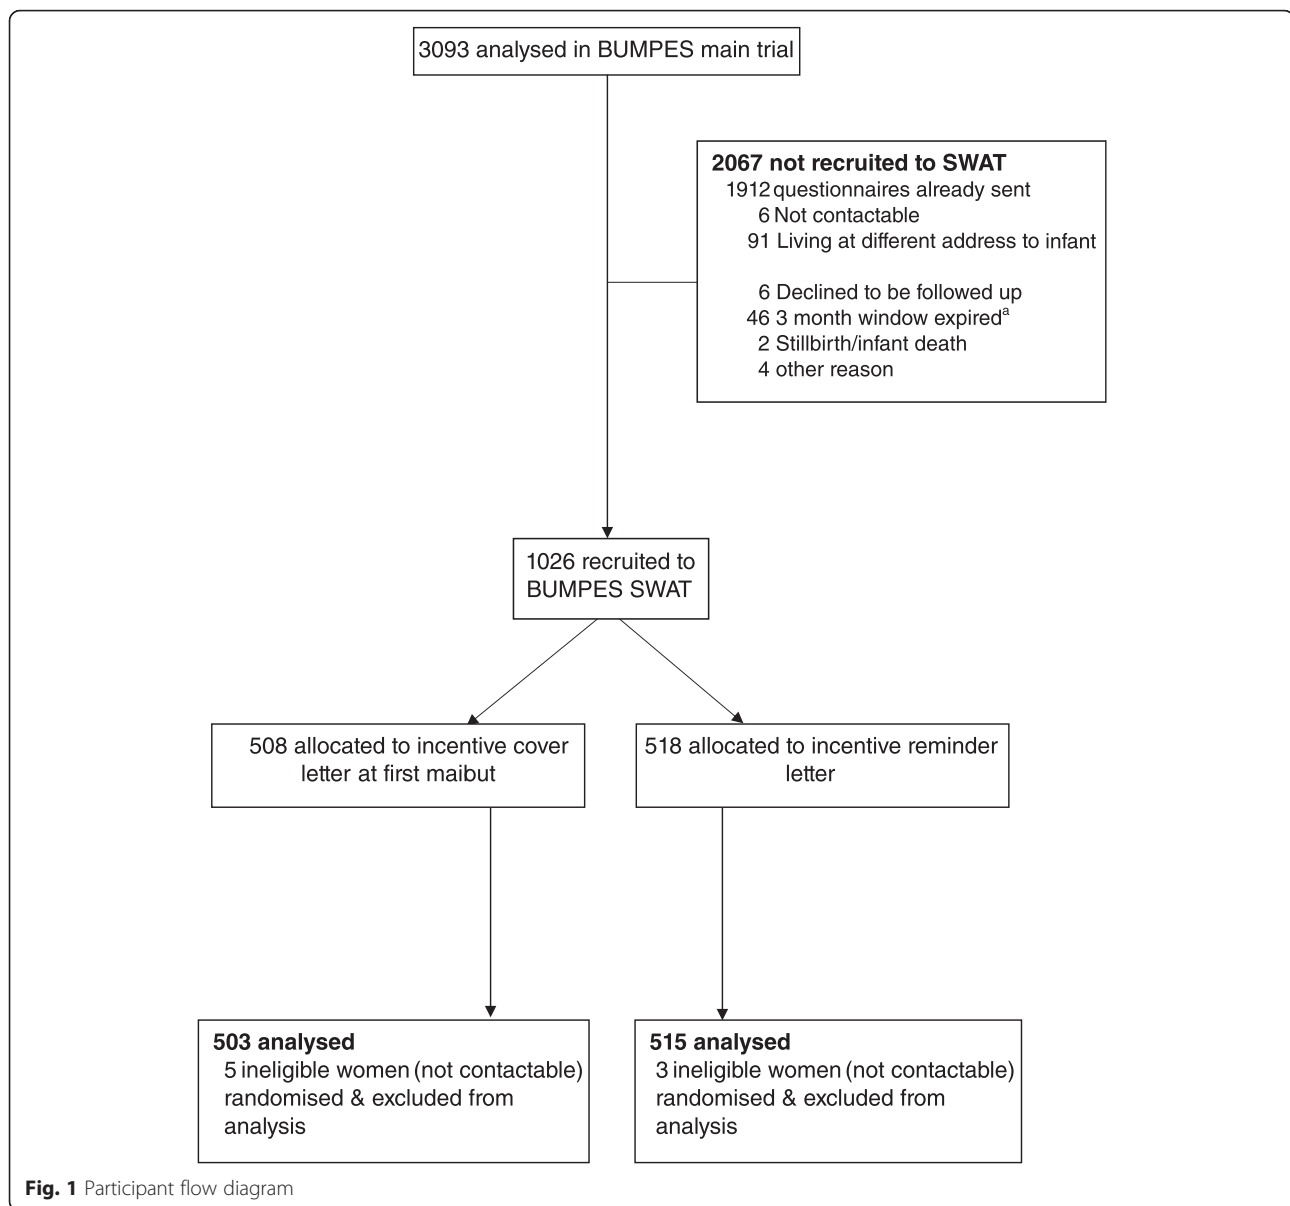 3093 analysed in BUMPES main trial
2067 not recruited to SWAT
1912 questionnaires already sent
6 Not contactable
91 Living at different address to infant
6 Declined to be followed up
46 3 month window expiredª
2 Stillbirth/infant death
4 other reason
1026 recruited to
BUMPES SWAT
508 allocated to incentive cover
letter at first maibut
518 allocated to incentive reminder
letter
503 analysed
5 ineligible women (not contactable)
randomised & excluded from
analysis
515 analysed
3 ineligible women (not contactable)
randomised & excluded from
analysis
Fig. 1 Participant flow diagram